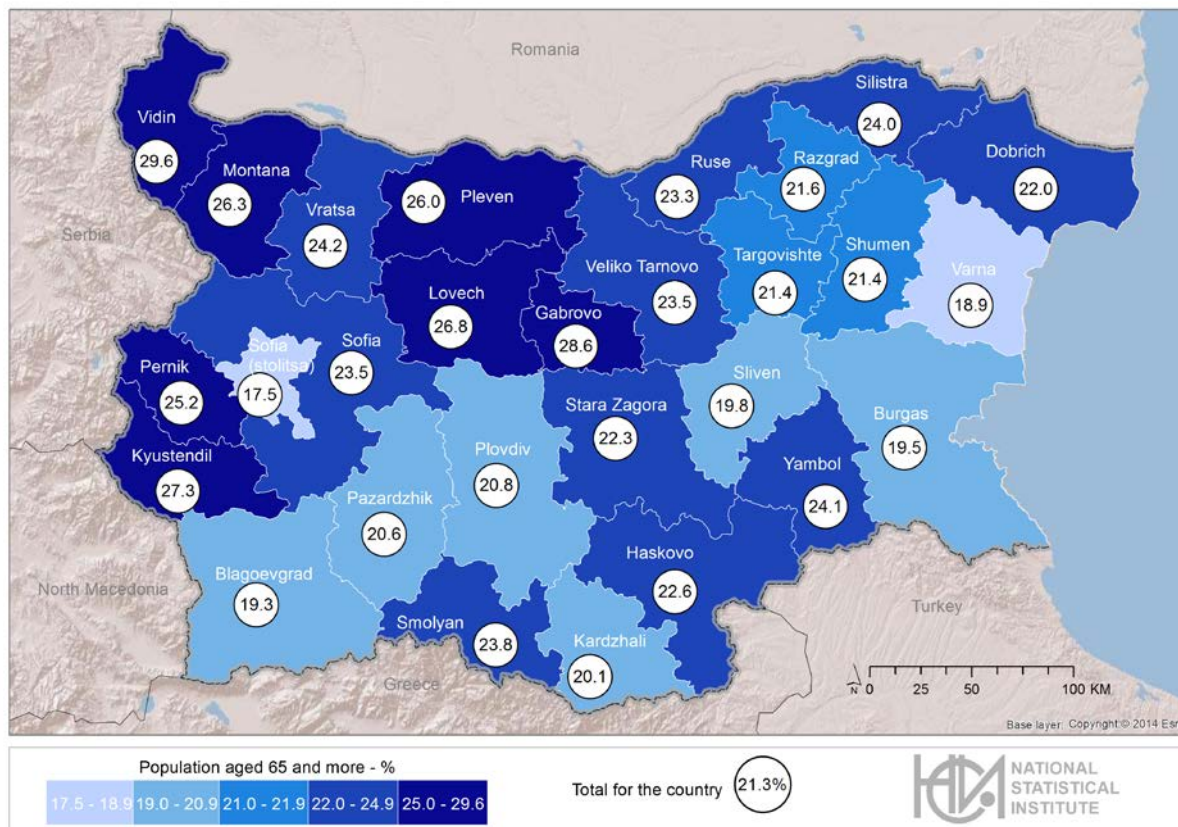 Romania
Silistra
24.0
Vidin
29.6
Montana
26.3
Vratsa
24.2
26.0
Pleven
Ruse
23.3
Razgrad
21.6
Dobrich
22.0
Serbia
Lovech
26.8
Gabrovo
28.6
Veliko Tarnovo
23.5
Targovishte
21.4
Shumen
21.4
Varna
18.9
Pernik
25.2
Sofia
(stolitsa)
17.5
Sofia
23.5
Stara Zagora
22.3
Sliven
19.8
Burgas
19.5
Kyustendil
27.3
Pazardzhik
20.6
Plovdiv
20.8
Yambol
24.1
North Macedonia
Blagoevgrad
19.3
Smolyan
23.8
Kardzhali
20.1
Haskovo
22.6
Greece
Turkey
N
0 25 50 100 KM
Base layer: Copyright © 2014 Esr
Population aged 65 and more - %
17.5 - 18.9 19.0 - 20.9 21.0 - 21.9 22.0 - 24.9 25.0 - 29.6
Total for the country 21.3%
НСИ
NATIONAL
STATISTICAL
INSTITUTE